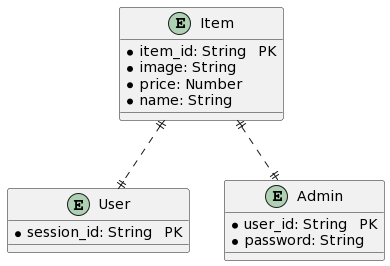 E Item
item_id: String PK
image: String
price: Number
name: String
E User
session_id: String PK
E Admin
user_id: String PK
password: String